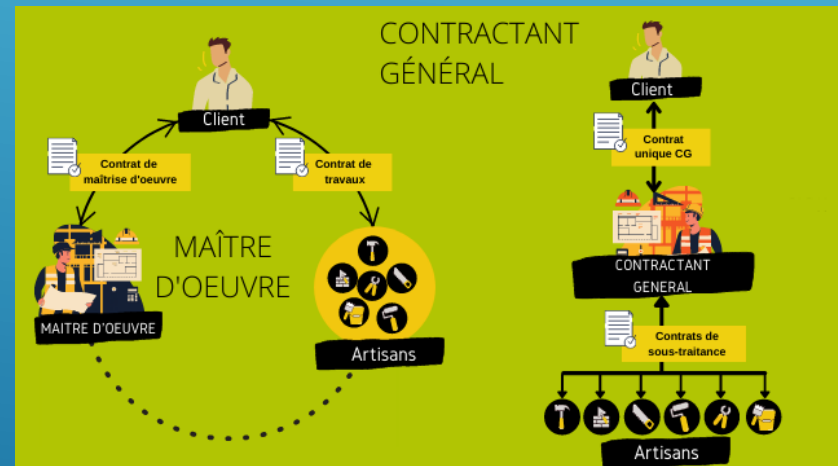 CONTRACTANT
GÉNÉRAL
Client
Contrat de
maîtrise d'oeuvre
Contrat de
travaux
MAÎTRE
D'OEUVRE
MAITRE D'OEUVRE
Artisans
Client
Contrat
unique CG
CONTRACTANT
GENERAL
Contrats de
sous-traitance
Artisans